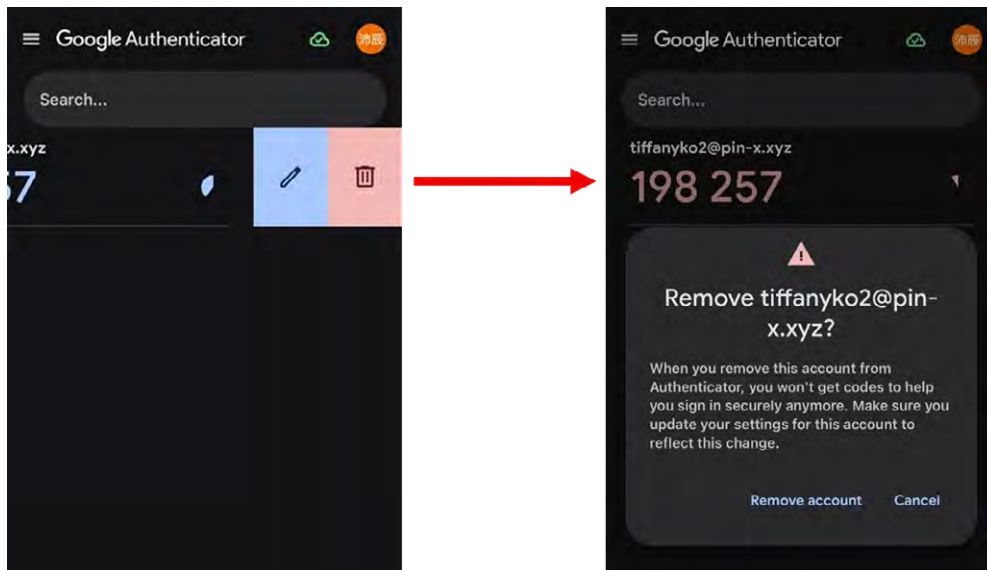 Google Authenticator
沛辰
Search...
x.xyz
57
Google Authenticator
沛辰
Search...
tiffanyko2@pin-x.xyz
198 257
Remove tiffanyko2@pin-
x.xyz?
When you remove this account from
Authenticator, you won't get codes to help
you sign in securely anymore. Make sure you
update your settings for this account to
reflect this change.
Remove account
Cancel